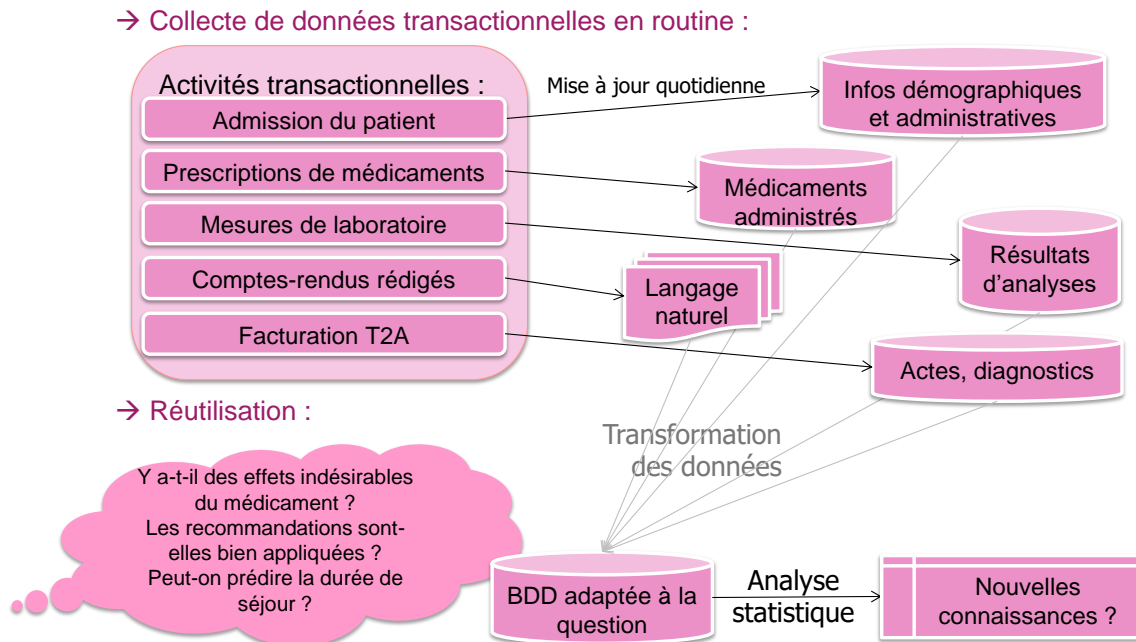 → Collecte de données transactionnelles en routine :
Activités transactionnelles :
Admission du patient
Prescriptions de médicaments
Mesures de laboratoire
Comptes-rendus rédigés
Facturation T2A
Mise à jour quotidienne
Infos démographiques
et administratives
Médicaments
administrés
Résultats
d’analyses
Langage
naturel
Actes, diagnostics
→ Réutilisation :
Transformation
des données
Y a-t-il des effets indésirables
du médicament ?
Les recommandations sont-
elles bien appliquées ?
Peut-on prédire la durée de
séjour ?
BDD adaptée à la
question
Analyse
statistique
Nouvelles
connaissances ?